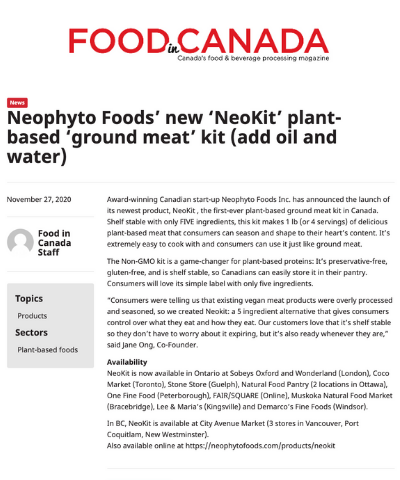 FOOD in CANADA
Canada's food & beverage processing magazine
News
Neophyto Foods' new 'NeoKit' plant-
based 'ground meat' kit (add oil and
water)
November 27, 2020
Food in
Canada
Staff
Topics
Products
Sectors
Plant-based foods
Award-winning Canadian start-up Neophyto Foods Inc. has announced the launch of
its newest product, NeoKit , the first-ever plant-based ground meat kit in Canada.
Shelf stable with only FIVE ingredients, this kit makes 1 lb (or 4 servings) of delicious
plant-based meat that consumers can season and shape to their heart's content. It's
extremely easy to cook with and consumers can use it just like ground meat.
The Non-GMO kit is a game-changer for plant-based proteins: It's preservative-free,
gluten-free, and is shelf stable, so Canadians can easily store it in their pantry.
Consumers will love its simple label with only five ingredients.
"Consumers were telling us that existing vegan meat products were overly processed
and seasoned, so we created Neokit: a 5 ingredient alternative that gives consumers
control over what they eat and how they eat. Our customers love that it's shelf stable
so they don't have to worry about it expiring, but it's also ready whenever they are,"
said Jane Ong, Co-Founder.
Availability
NeoKit is now available in Ontario at Sobeys Oxford and Wonderland (London), Coco
Market (Toronto), Stone Store (Guelph), Natural Food Pantry (2 locations in Ottawa),
One Fine Food (Peterborough), FAIR/SQUARE (Online), Muskoka Natural Food Market
(Bracebridge), Lee & Maria's (Kingsville) and Demarco's Fine Foods (Windsor).
In BC, NeoKit is available at City Avenue Market (3 stores in Vancouver, Port
Coquitlam, New Westminster).
Also available online at https://neophytofoods.com/products/neokit